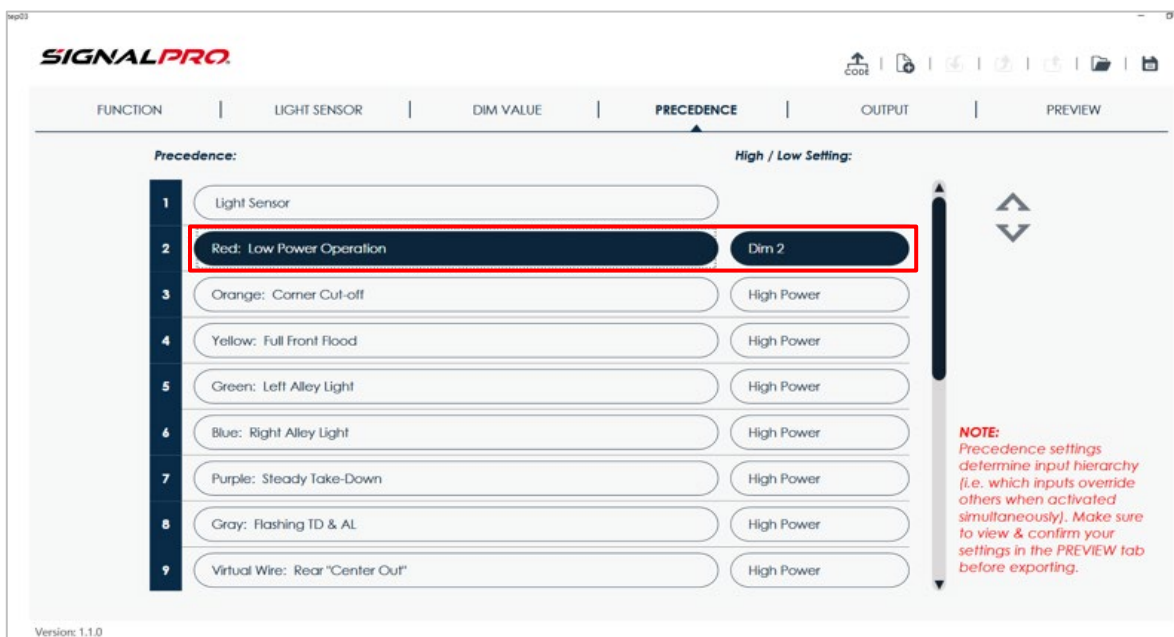 tep03
SIGNALPRO
CODE
FUNCTION | LIGHT SENSOR | DIM VALUE | PRECEDENCE | OUTPUT | PREVIEW
Precedence: High / Low Setting:
1 Light Sensor
2 Red: Low Power Operation Dim 2
3 Orange: Corner Cut-off High Power
4 Yellow: Full Front Flood High Power
5 Green: Left Alley Light High Power
6 Blue: Right Alley Light High Power
7 Purple: Steady Take-Down High Power
8 Gray: Flashing TD & AL High Power
9 Virtual Wire: Rear "Center Out" High Power
NOTE:
Precedence settings
determine input hierarchy
(i.e. which inputs override
others when activated
simultaneously). Make sure
to view & confirm your
settings in the PREVIEW tab
before exporting.
Version: 1.1.0